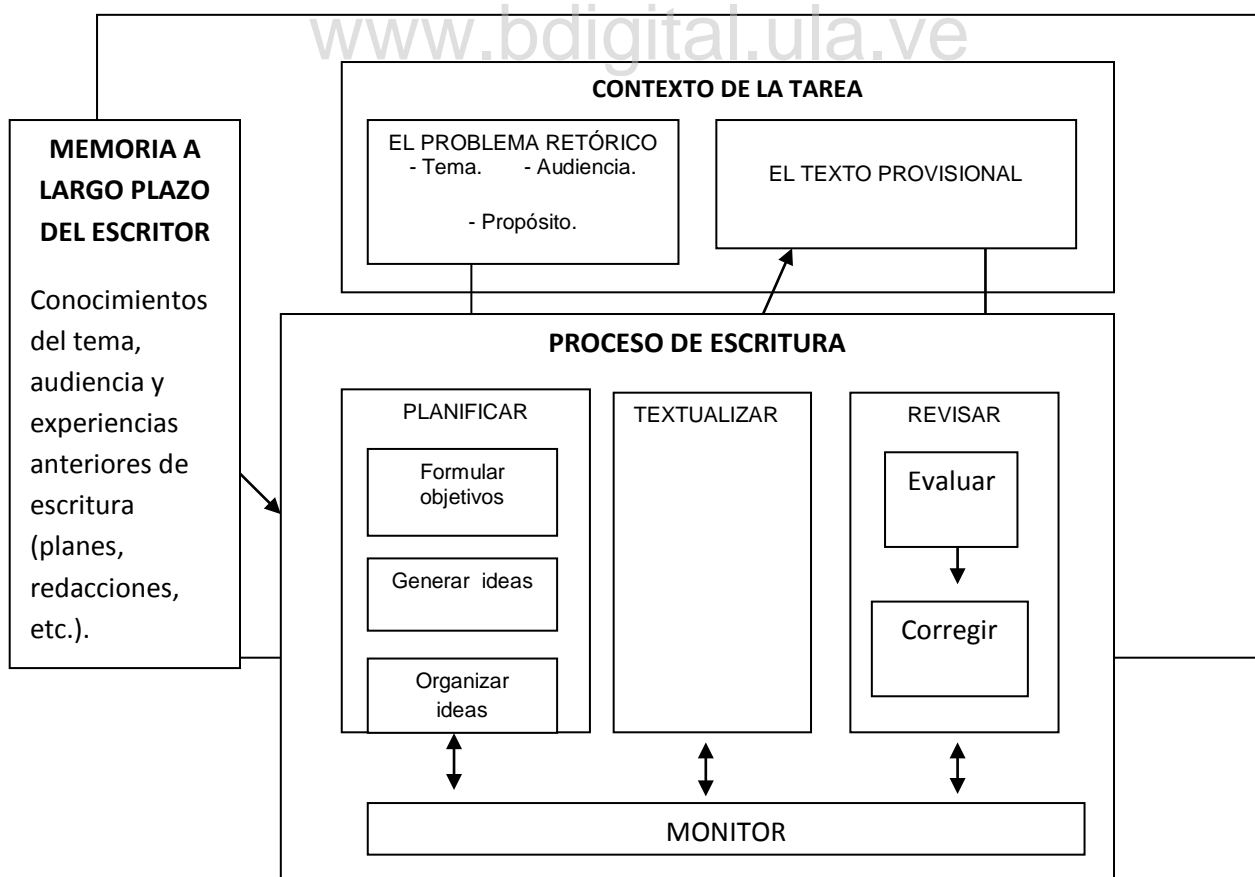 www.bdigital.ula.ve
CONTEXTO DE LA TAREA
EL PROBLEMA RETÓRICO
- Tema. - Audiencia.
- Propósito.
EL TEXTO PROVISIONAL
MEMORIA A
LARGO PLAZO
DEL ESCRITOR
Conocimientos
del tema,
audiencia y
experiencias
anteriores de
escritura
(planes,
redacciones,
etc.).
PROCESO DE ESCRITURA
PLANIFICAR
Formular
objetivos
Generar ideas
Organizar
ideas
TEXTUALIZAR
REVISAR
Evaluar
Corregir
MONITOR